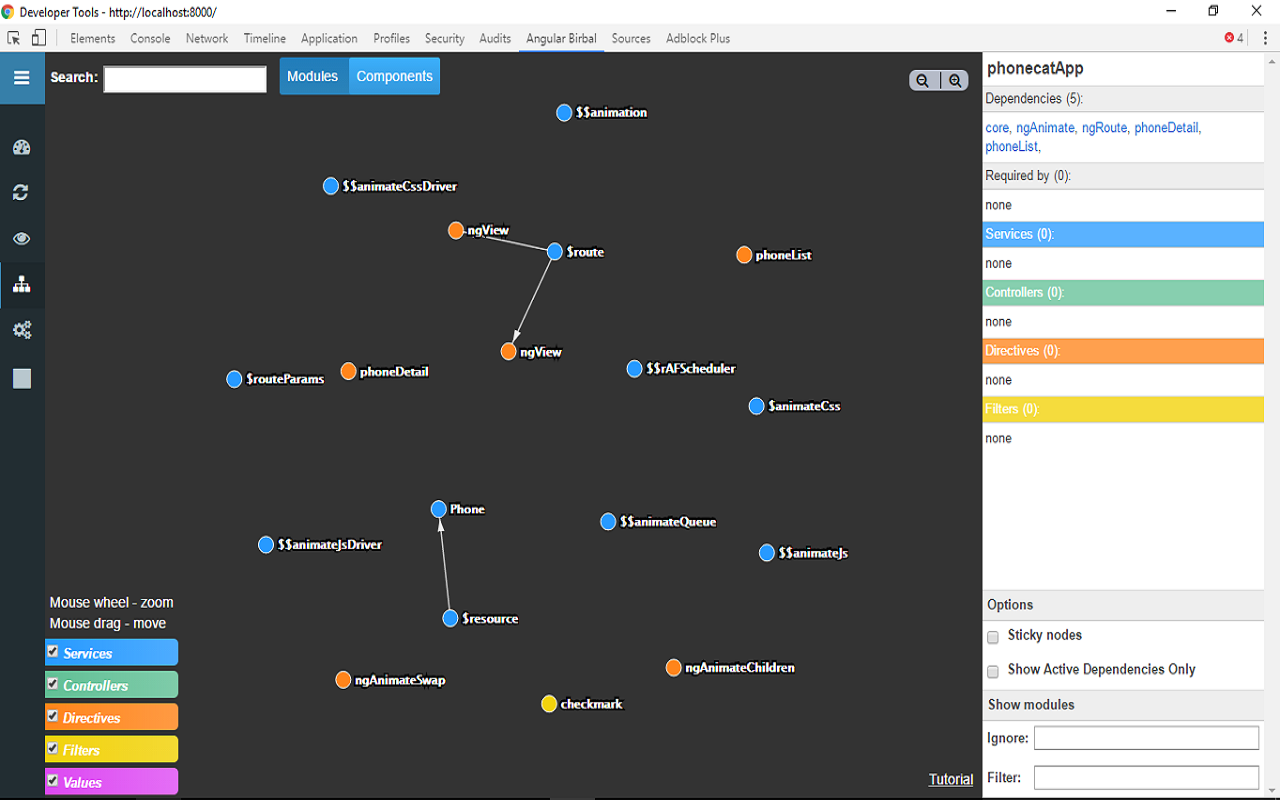 Developer Tools - http://localhost:8000/
Elements Console Network Timeline Application Profiles Security Audits Angular Birbal Sources Adblock Plus 4
Search: Modules Components
$$animation
$$animateCssDriver
ngView
$route
phoneList
ngView
$$rAFScheduler
$routeParams
phoneDetail
$animateCss
Phone
$$animateQueue
$$animateJsDriver
$$animateJs
$resource
ngAnimateChildren
ngAnimateSwap
checkmark
Mouse wheel - zoom
Mouse drag - move
Services
Controllers
Directives
Filters
Values
Tutorial
phonecatApp
Dependencies (5):
core, ngAnimate, ngRoute, phoneDetail,
phoneList,
Required by (0):
none
Services (0):
none
Controllers (0):
none
Directives (0):
none
Filters (0):
none
Options
Sticky nodes
Show Active Dependencies Only
Show modules
Ignore:
Filter: